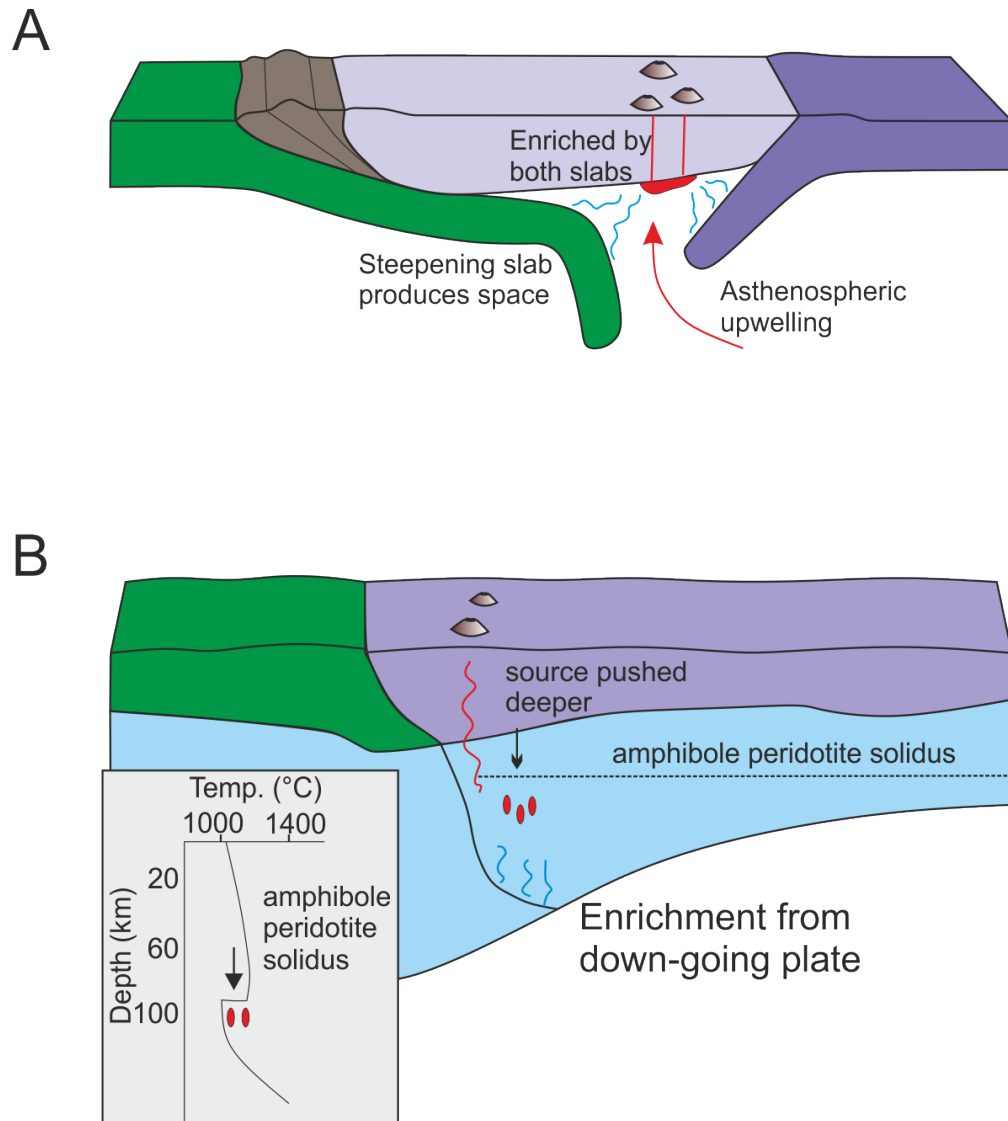 A
Enriched by
both slabs
Steepening slab
produces space
Asthenospheric
upwelling
B
source pushed
deeper
amphibole peridotite solidus
Temp. (°C)
1000 1400
20
60
100
Depth (km)
amphibole
peridotite
solidus
Enrichment from
down-going plate